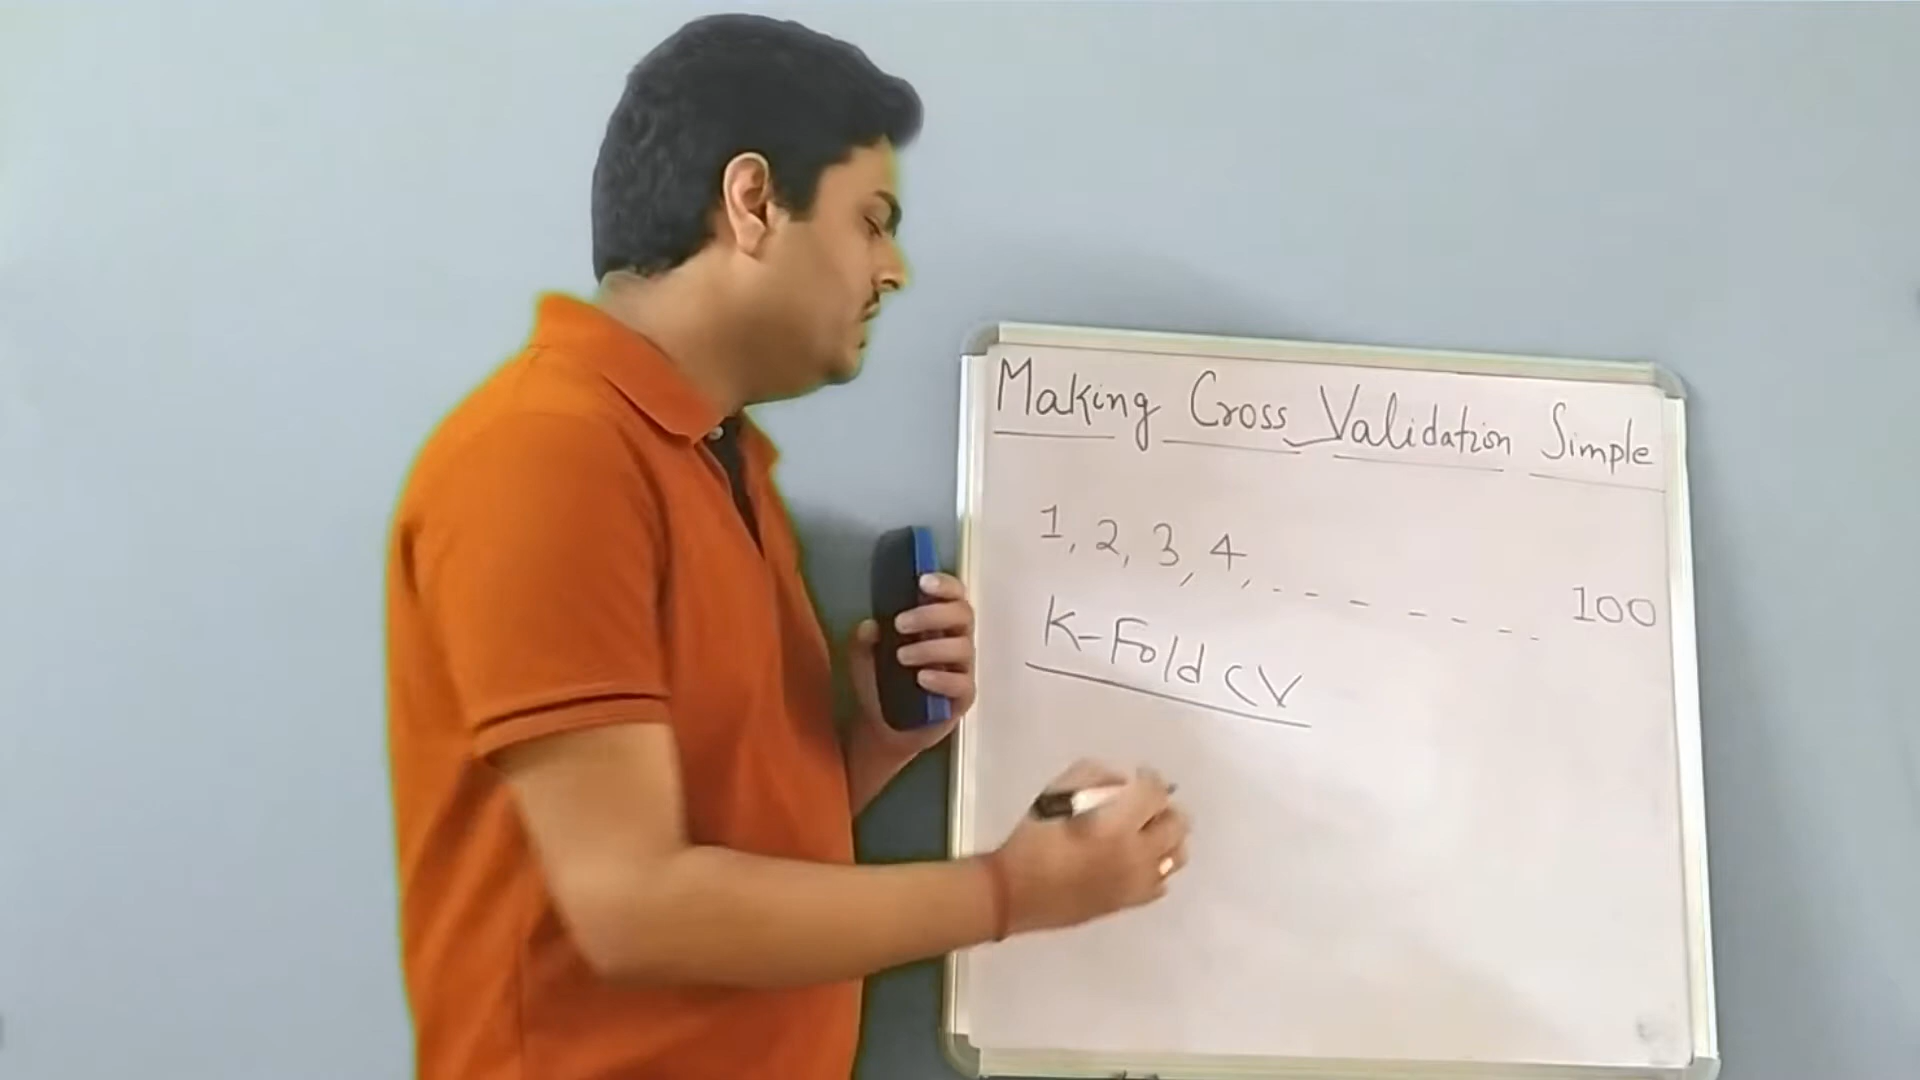 Making Cross Validation Simple
1, 2, 3, 4, - - - - - - - 100
K-Fold CV